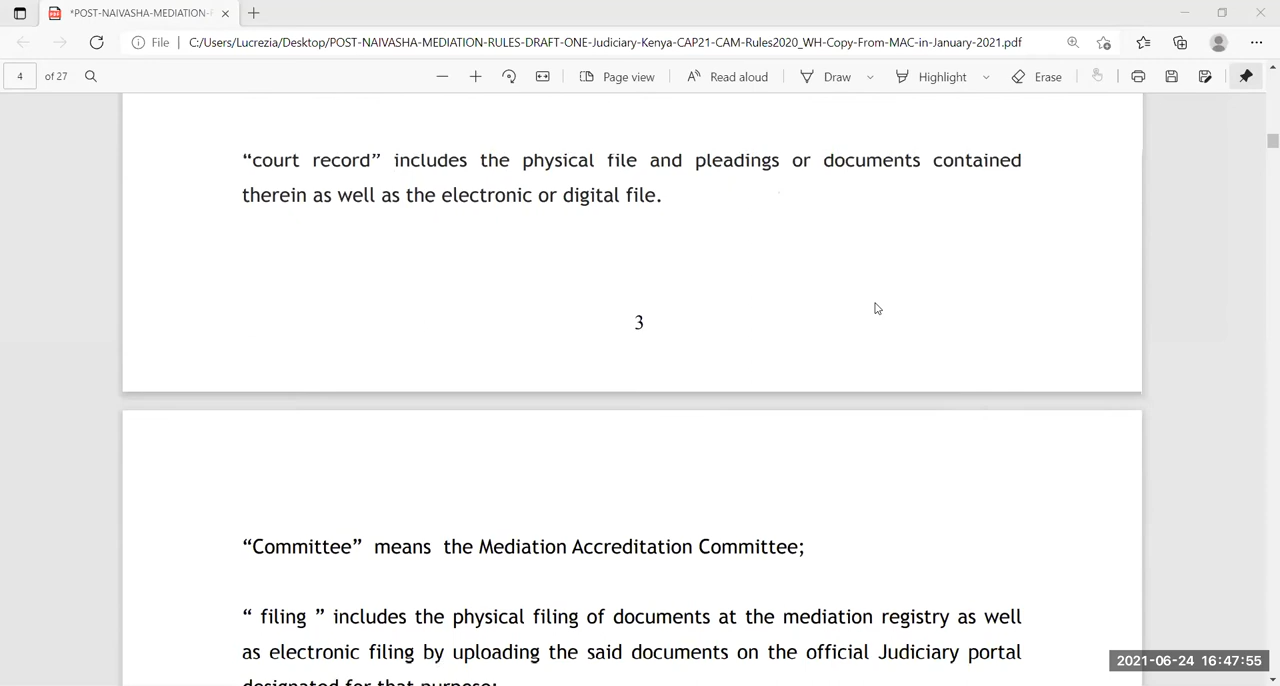 *POST-NAIVASHA-MEDIATION-
File
C:/Users/Lucrezia/Desktop/POST-NAIVASHA-MEDIATION-RULES-DRAFT-ONE-Judiciary-Kenya-CAP21-CAM-Rules2020_WH-Copy-From-MAC-in-January-2021.pdf
4 of 27
Page view
Read aloud
Draw
Highlight
Erase
“court record” includes the physical file and pleadings or documents contained
therein as well as the electronic or digital file.
3
“Committee” means the Mediation Accreditation Committee;
“ filing ” includes the physical filing of documents at the mediation registry as well
as electronic filing by uploading the said documents on the official Judiciary portal
designated for that purpose;
2021-06-24 16:47:55